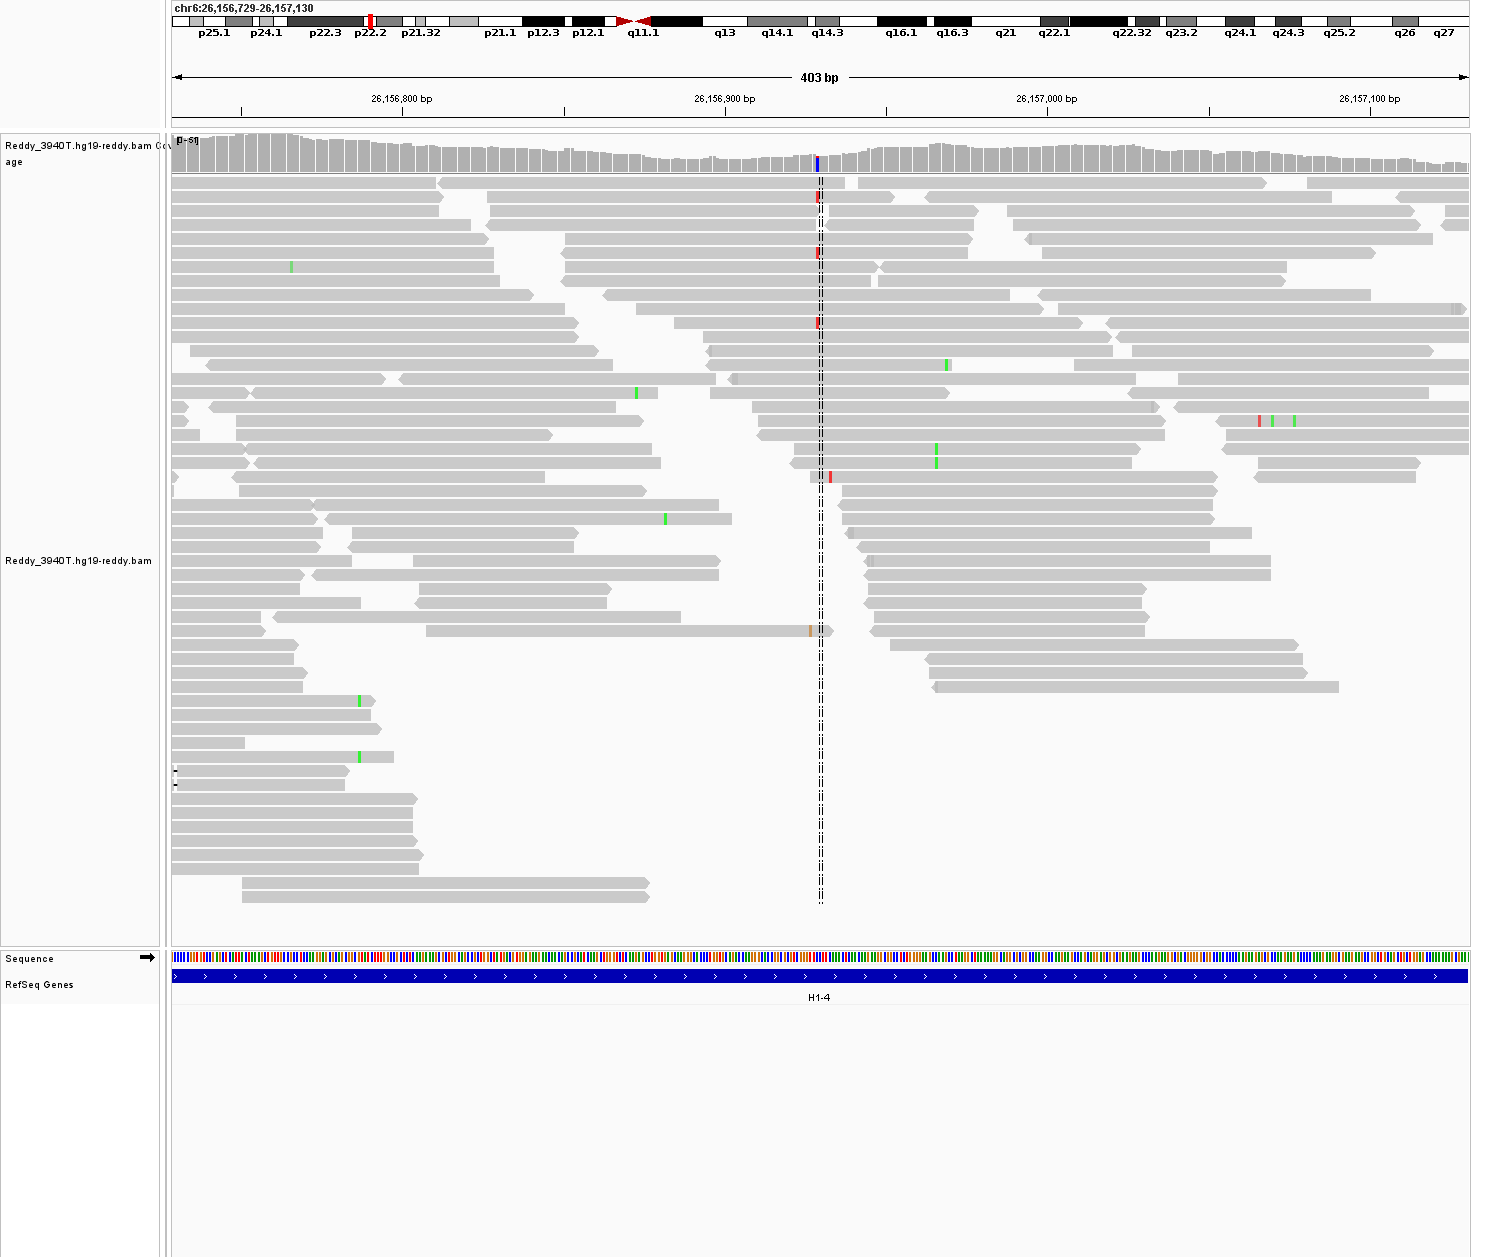 chr6:26,156,729-26,157,130
p25.1 p24.1 p22.3 p22.2 p21.32 p21.1 p12.3 p12.1 q11.1 q13 q14.1 q14.3 q16.1 q16.3 q21 q22.1 q22.32 q23.2 q24.1 q24.3 q25.2 q26 q27
403 bp
26,156,800 bp 26,156,900 bp 26,157,000 bp 26,157,100 bp
Reddy_3940T.hg19-reddy.bam Cov
age
Reddy_3940T.hg19-reddy.bam
Sequence
RefSeq Genes
H1-4